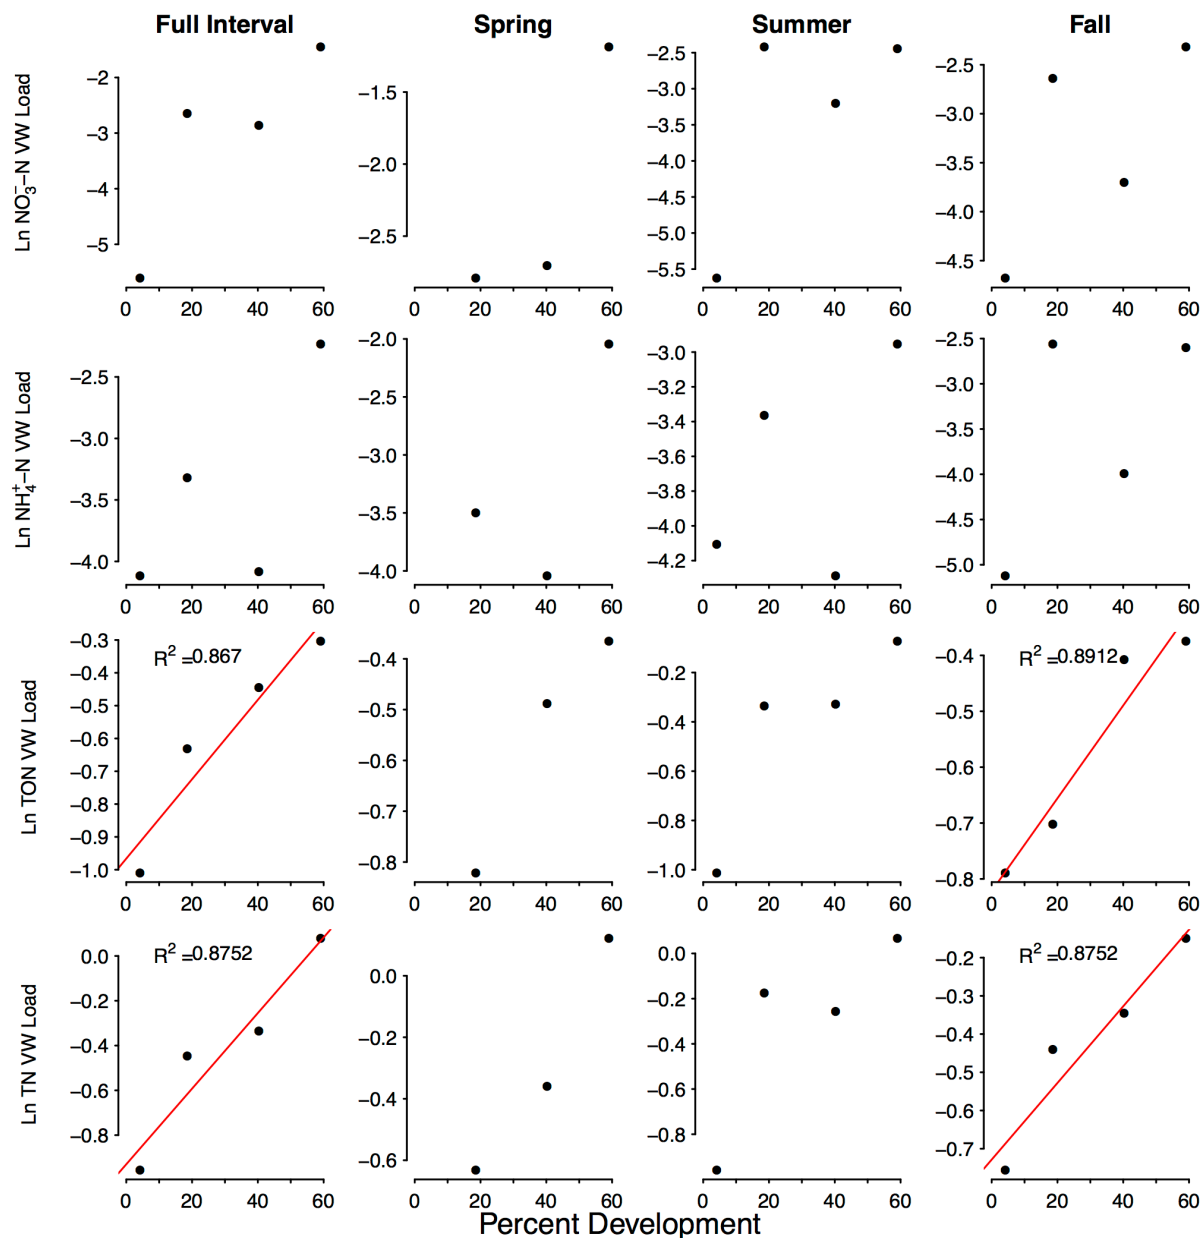 Full Interval Spring Summer Fall
Ln NO₃⁻–N VW Load
–2 –3 –4 –5
0 20 40 60
–1.5 –2.0 –2.5
0 20 40 60
–2.5 –3.0 –3.5 –4.0 –4.5 –5.0 –5.5
0 20 40 60
–2.5 –3.0 –3.5 –4.0 –4.5
0 20 40 60
Ln NH₄⁺–N VW Load
–2.5 –3.0 –3.5 –4.0
0 20 40 60
–2.0 –2.5 –3.0 –3.5 –4.0
0 20 40 60
–3.0 –3.2 –3.4 –3.6 –3.8 –4.0 –4.2
0 20 40 60
–2.5 –3.0 –3.5 –4.0 –4.5 –5.0
0 20 40 60
Ln TON VW Load
–0.3 –0.4 –0.5 –0.6 –0.7 –0.8 –0.9 –1.0
R² =0.867
0 20 40 60
–0.4 –0.5 –0.6 –0.7 –0.8
0 20 40 60
–0.2 –0.4 –0.6 –0.8 –1.0
0 20 40 60
–0.4 –0.5 –0.6 –0.7 –0.8
R² =0.8912
0 20 40 60
Ln TN VW Load
0.0 –0.2 –0.4 –0.6 –0.8
R² =0.8752
0 20 40 60
0.0 –0.2 –0.4 –0.6
0 20 40 60
0.0 –0.2 –0.4 –0.6 –0.8
0 20 40 60
–0.2 –0.3 –0.4 –0.5 –0.6 –0.7
R² =0.8752
0 20 40 60
Percent Development